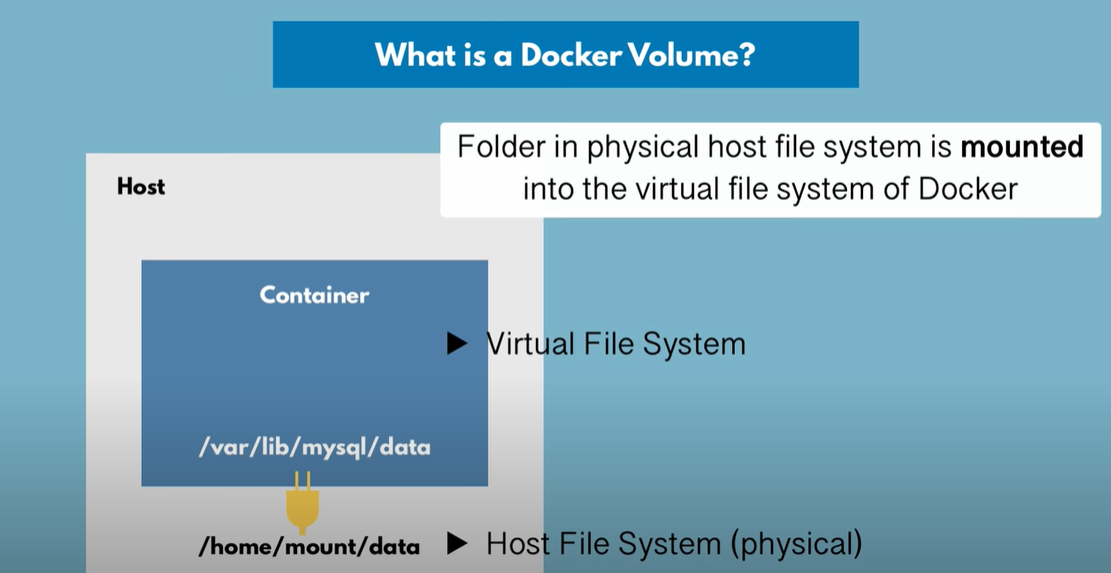 What is a Docker Volume?
Folder in physical host file system is mounted
into the virtual file system of Docker
Host
Container
Virtual File System
/var/lib/mysql/data
/home/mount/data
Host File System (physical)